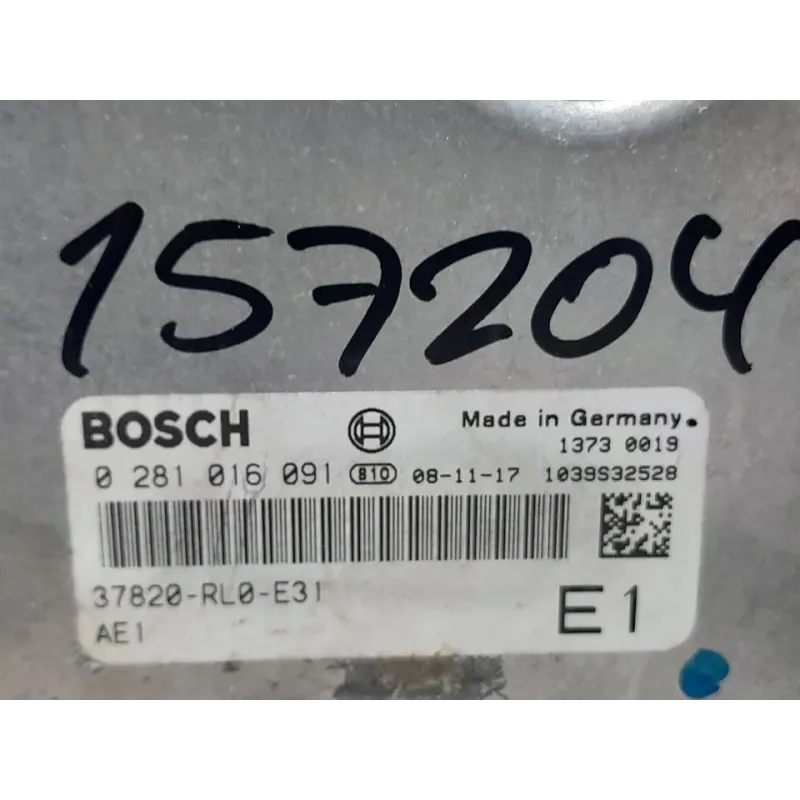 157204
BOSCH Made in Germany.
1373 0019
0 281 016 091 810 08-11-17 1039S32528
37820-RL0-E31
AE1
E1